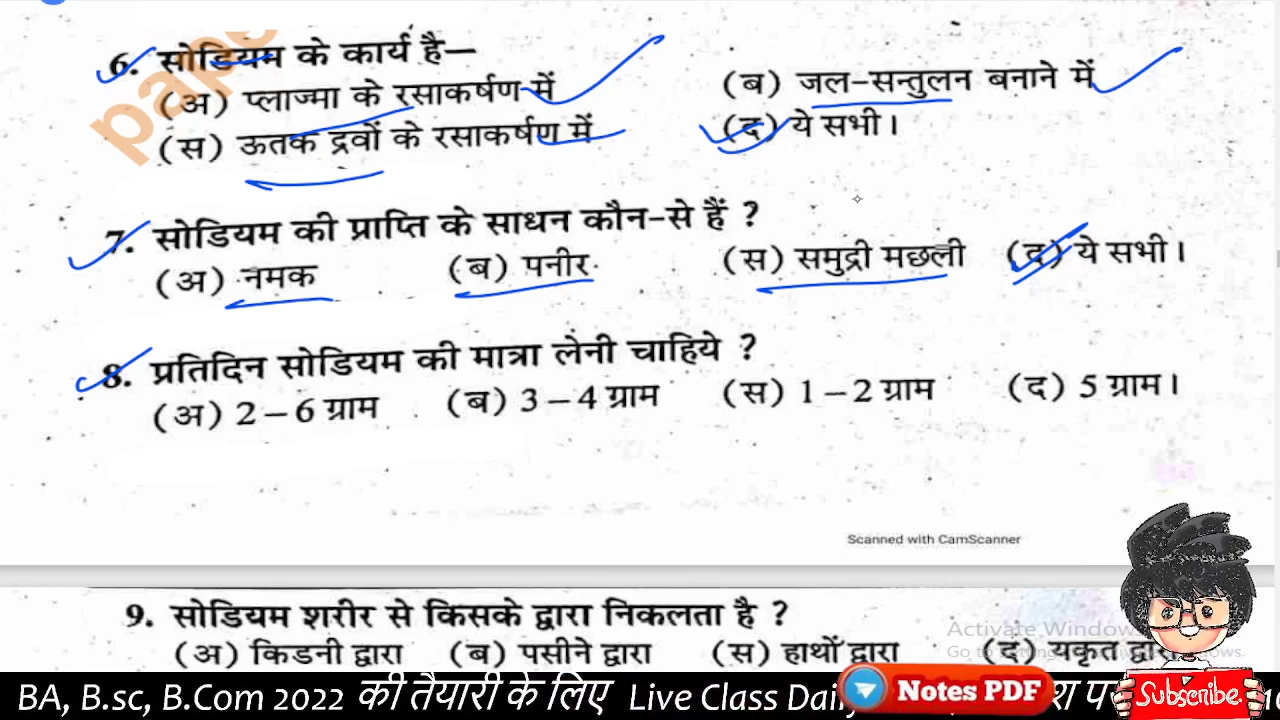 pape
6. सोडियम के कार्य है—
(अ) प्लाज्मा के रसाकर्षण में (ब) जल-सन्तुलन बनाने में
(स) ऊतक द्रवों के रसाकर्षण में (द) ये सभी।
7. सोडियम की प्राप्ति के साधन कौन-से हैं ?
(अ) नमक (ब) पनीर (स) समुद्री मछली (द) ये सभी।
8. प्रतिदिन सोडियम की मात्रा लेनी चाहिये ?
(अ) 2 – 6 ग्राम (ब) 3 – 4 ग्राम (स) 1 – 2 ग्राम (द) 5 ग्राम।
Scanned with CamScanner
9. सोडियम शरीर से किसके द्वारा निकलता है ?
Activate Windows
(अ) किडनी द्वारा (ब) पसीने द्वारा (स) हाथों द्वारा (द) यकृत
BA, B.sc, B.Com 2022 की तैयारी के लिए Live Class Daily
Notes PDF
Subscribe